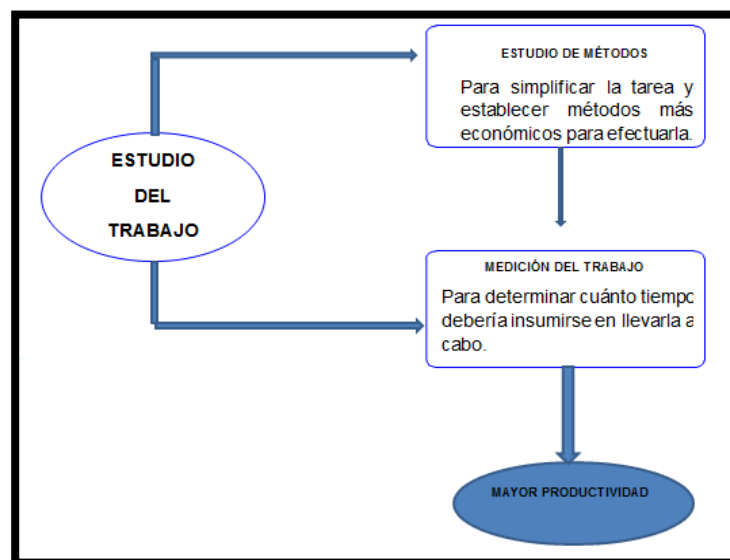 ESTUDIO DE MÉTODOS
Para simplificar la tarea y
establecer métodos más
económicos para efectuarla.
ESTUDIO
DEL
TRABAJO
MEDICIÓN DEL TRABAJO
Para determinar cuánto tiempo
debería insumirse en llevarla a
cabo.
MAYOR PRODUCTIVIDAD